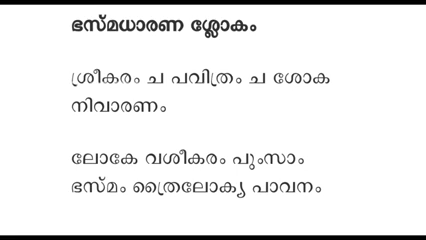 ഭസ്മധാരണ ശ്ലോകം
ശ്രീകരം ച പവിത്രം ച ശോക
നിവാരണം
ലോകേ വശീകരം പുംസാം
ഭസ്മം ത്രൈലോക്യ പാവനം